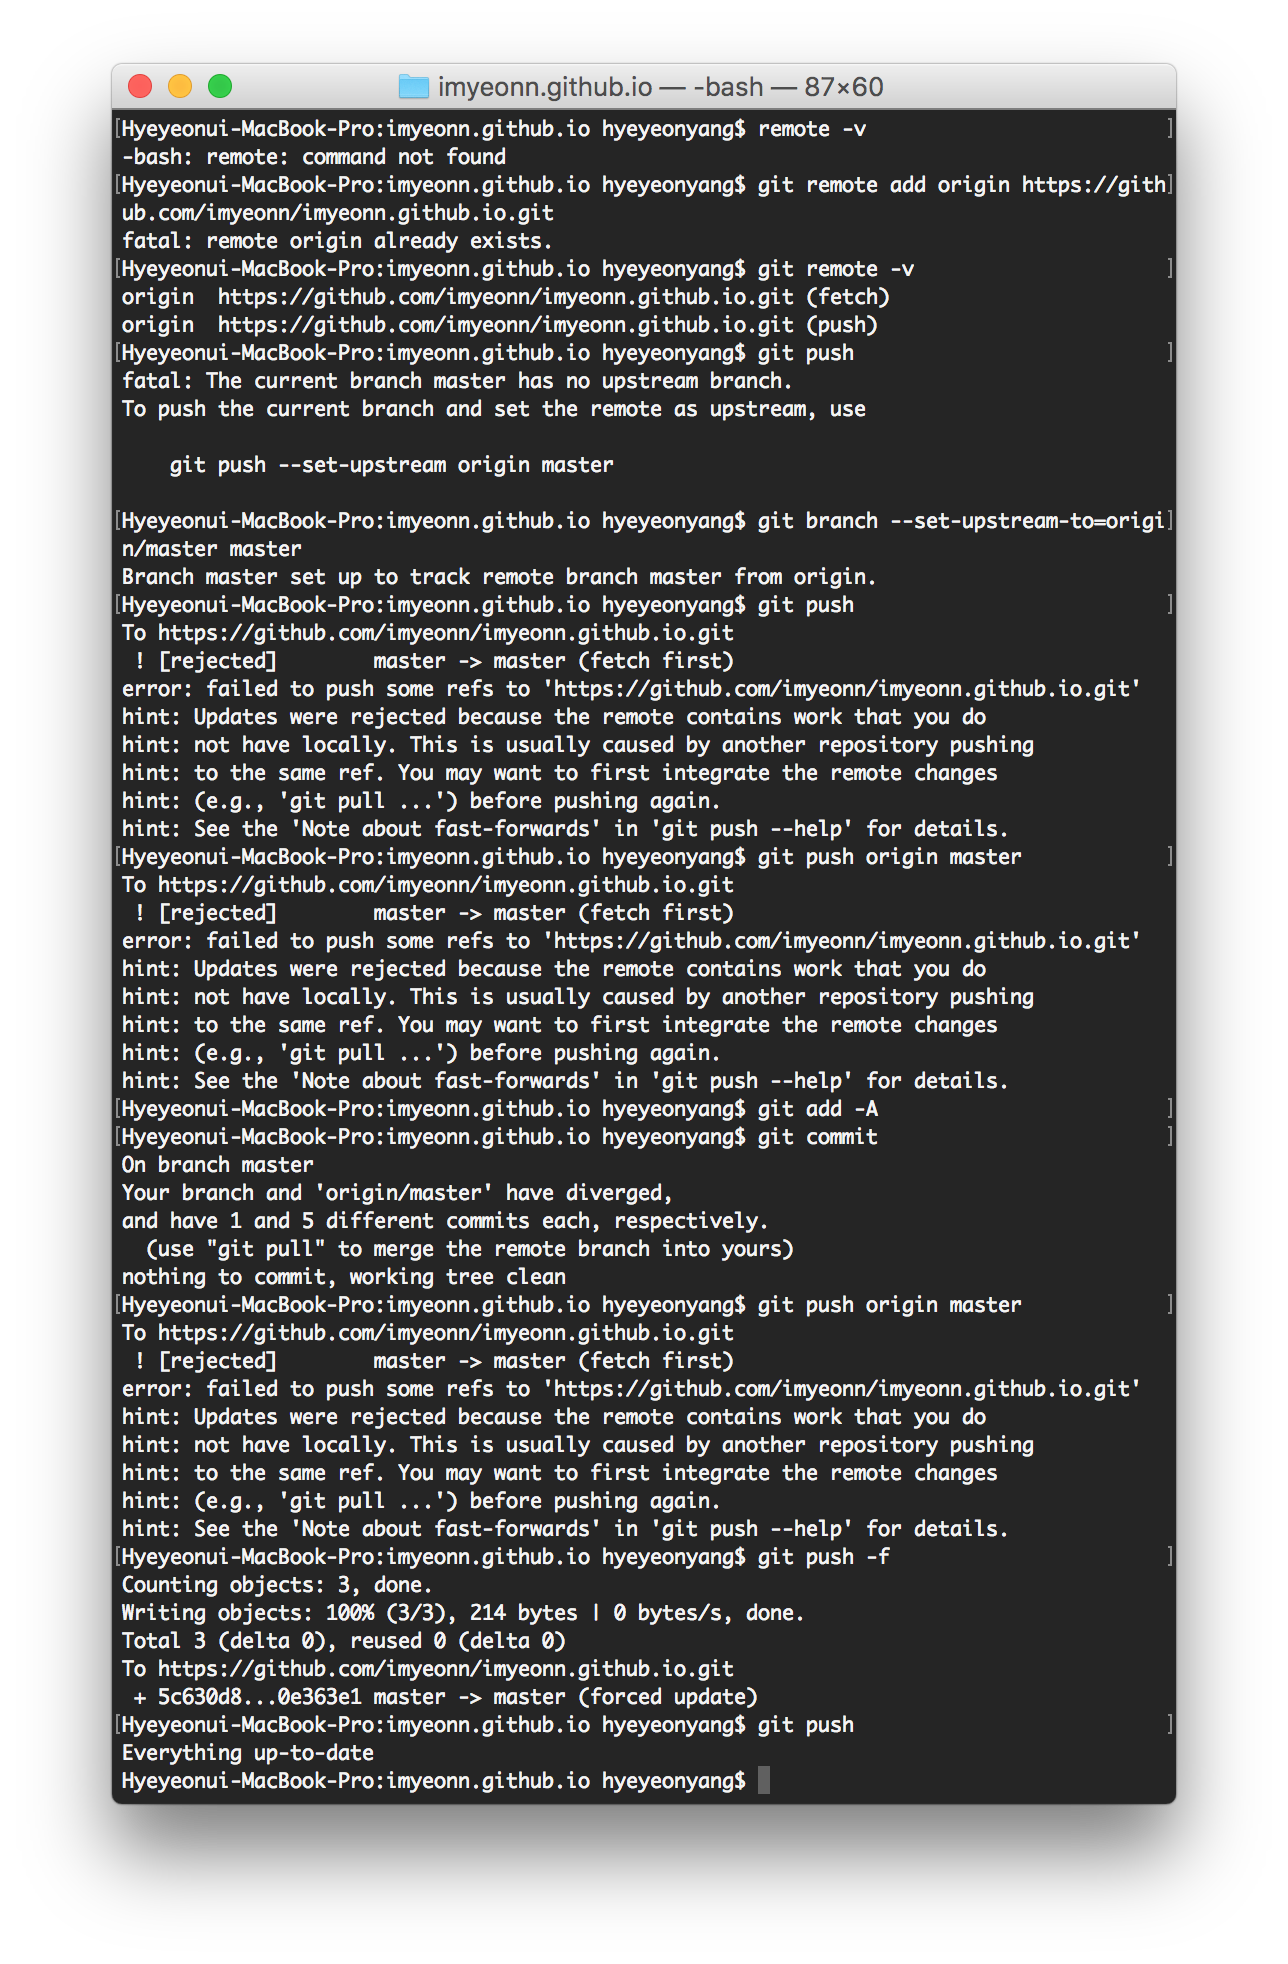 imyeonn.github.io — -bash — 87×60
[Hyeyeonui-MacBook-Pro:imyeonn.github.io hyeyeonyang$ remote -v ]
-bash: remote: command not found
[Hyeyeonui-MacBook-Pro:imyeonn.github.io hyeyeonyang$ git remote add origin https://gith]
ub.com/imyeonn/imyeonn.github.io.git
fatal: remote origin already exists.
[Hyeyeonui-MacBook-Pro:imyeonn.github.io hyeyeonyang$ git remote -v ]
origin  https://github.com/imyeonn/imyeonn.github.io.git (fetch)
origin  https://github.com/imyeonn/imyeonn.github.io.git (push)
[Hyeyeonui-MacBook-Pro:imyeonn.github.io hyeyeonyang$ git push ]
fatal: The current branch master has no upstream branch.
To push the current branch and set the remote as upstream, use
    git push --set-upstream origin master
[Hyeyeonui-MacBook-Pro:imyeonn.github.io hyeyeonyang$ git branch --set-upstream-to=origi]
n/master master
Branch master set up to track remote branch master from origin.
[Hyeyeonui-MacBook-Pro:imyeonn.github.io hyeyeonyang$ git push ]
To https://github.com/imyeonn/imyeonn.github.io.git
 ! [rejected]        master -> master (fetch first)
error: failed to push some refs to 'https://github.com/imyeonn/imyeonn.github.io.git'
hint: Updates were rejected because the remote contains work that you do
hint: not have locally. This is usually caused by another repository pushing
hint: to the same ref. You may want to first integrate the remote changes
hint: (e.g., 'git pull ...') before pushing again.
hint: See the 'Note about fast-forwards' in 'git push --help' for details.
[Hyeyeonui-MacBook-Pro:imyeonn.github.io hyeyeonyang$ git push origin master ]
To https://github.com/imyeonn/imyeonn.github.io.git
 ! [rejected]        master -> master (fetch first)
error: failed to push some refs to 'https://github.com/imyeonn/imyeonn.github.io.git'
hint: Updates were rejected because the remote contains work that you do
hint: not have locally. This is usually caused by another repository pushing
hint: to the same ref. You may want to first integrate the remote changes
hint: (e.g., 'git pull ...') before pushing again.
hint: See the 'Note about fast-forwards' in 'git push --help' for details.
[Hyeyeonui-MacBook-Pro:imyeonn.github.io hyeyeonyang$ git add -A ]
[Hyeyeonui-MacBook-Pro:imyeonn.github.io hyeyeonyang$ git commit ]
On branch master
Your branch and 'origin/master' have diverged,
and have 1 and 5 different commits each, respectively.
  (use "git pull" to merge the remote branch into yours)
nothing to commit, working tree clean
[Hyeyeonui-MacBook-Pro:imyeonn.github.io hyeyeonyang$ git push origin master ]
To https://github.com/imyeonn/imyeonn.github.io.git
 ! [rejected]        master -> master (fetch first)
error: failed to push some refs to 'https://github.com/imyeonn/imyeonn.github.io.git'
hint: Updates were rejected because the remote contains work that you do
hint: not have locally. This is usually caused by another repository pushing
hint: to the same ref. You may want to first integrate the remote changes
hint: (e.g., 'git pull ...') before pushing again.
hint: See the 'Note about fast-forwards' in 'git push --help' for details.
[Hyeyeonui-MacBook-Pro:imyeonn.github.io hyeyeonyang$ git push -f ]
Counting objects: 3, done.
Writing objects: 100% (3/3), 214 bytes | 0 bytes/s, done.
Total 3 (delta 0), reused 0 (delta 0)
To https://github.com/imyeonn/imyeonn.github.io.git
 + 5c630d8...0e363e1 master -> master (forced update)
[Hyeyeonui-MacBook-Pro:imyeonn.github.io hyeyeonyang$ git push ]
Everything up-to-date
Hyeyeonui-MacBook-Pro:imyeonn.github.io hyeyeonyang$